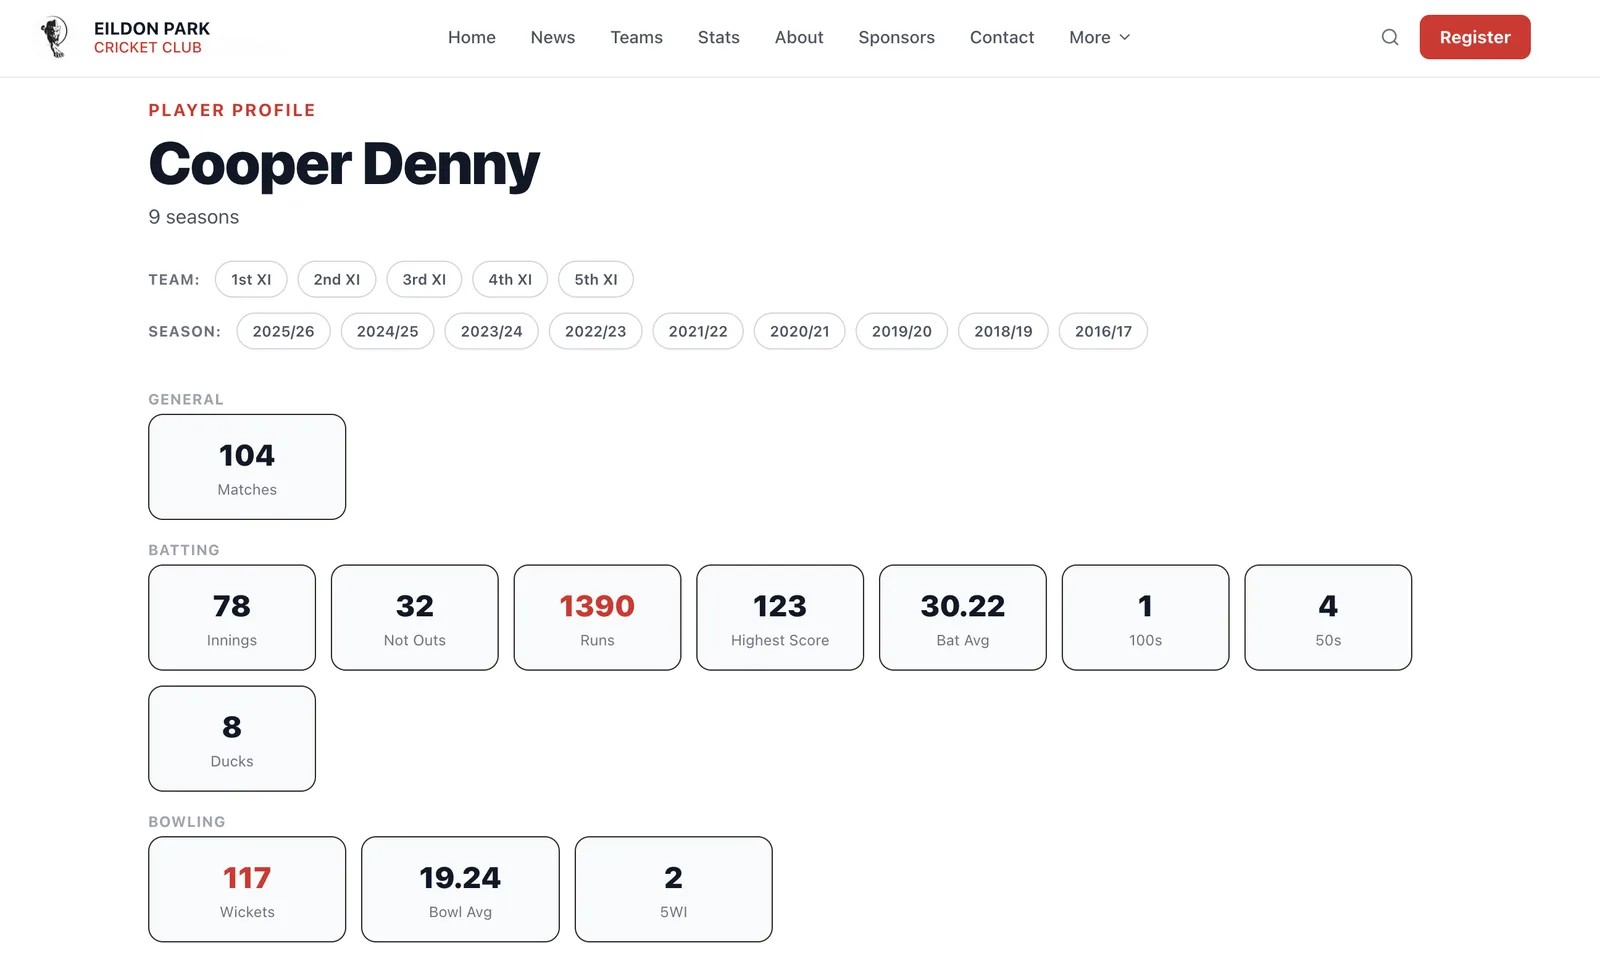 EILDON PARK
CRICKET CLUB
Home News Teams Stats About Sponsors Contact More
Register
PLAYER PROFILE
Cooper Denny
9 seasons
TEAM: 1st XI 2nd XI 3rd XI 4th XI 5th XI
SEASON: 2025/26 2024/25 2023/24 2022/23 2021/22 2020/21 2019/20 2018/19 2016/17
GENERAL
104
Matches
BATTING
78 32 1390 123 30.22 1 4
Innings Not Outs Runs Highest Score Bat Avg 100s 50s
8
Ducks
BOWLING
117 19.24 2
Wickets Bowl Avg 5WI